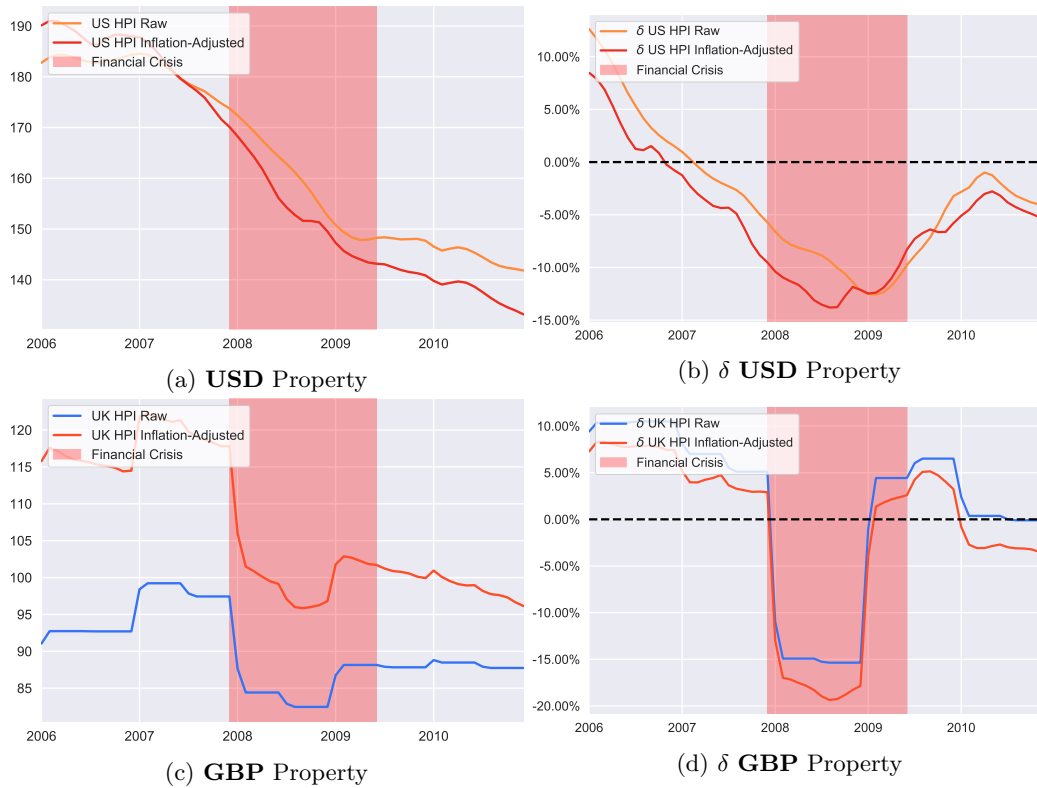 190
180
170
160
150
140
2006 2007 2008 2009 2010
US HPI Raw
US HPI Inflation-Adjusted
Financial Crisis
(a) USD Property
10.00%
5.00%
0.00%
-5.00%
-10.00%
-15.00%
2006 2007 2008 2009 2010
δ US HPI Raw
δ US HPI Inflation-Adjusted
Financial Crisis
(b) δ USD Property
120
115
110
105
100
95
90
85
2006 2007 2008 2009 2010
UK HPI Raw
UK HPI Inflation-Adjusted
Financial Crisis
(c) GBP Property
10.00%
5.00%
0.00%
-5.00%
-10.00%
-15.00%
-20.00%
2006 2007 2008 2009 2010
δ UK HPI Raw
δ UK HPI Inflation-Adjusted
Financial Crisis
(d) δ GBP Property